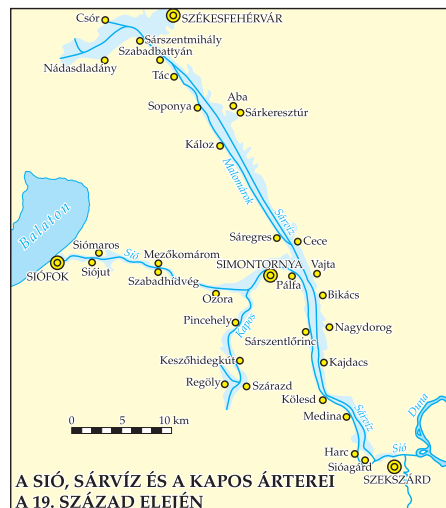 Csór
SZÉKESFEHÉRVÁR
Sárszentmihály
Szabadbattyán
Nádasdladány
Tác
Aba
Soponya
Sárkeresztúr
Káloz
Malomárok
Balaton
Sárvíz
Sáregres
Cece
Siómaros
Sió
Mezőkomárom
SIMONTORNYA
Vajta
SIÓFOK
Siójut
Szabadhídvég
Pálfa
Ozora
Bikács
Pincehely
Kapos
Nagydorog
Sárszentlőrinc
Keszőhidegkút
Kajdacs
Regöly
Szárazd
Kölesd
Duna
0 5 10 km
Medina
Sárvíz
Sió
Harc
Sióagárd
SZEKSZÁRD
A SIÓ, SÁRVÍZ ÉS A KAPOS ÁRTEREI
A 19. SZÁZAD ELEJÉN